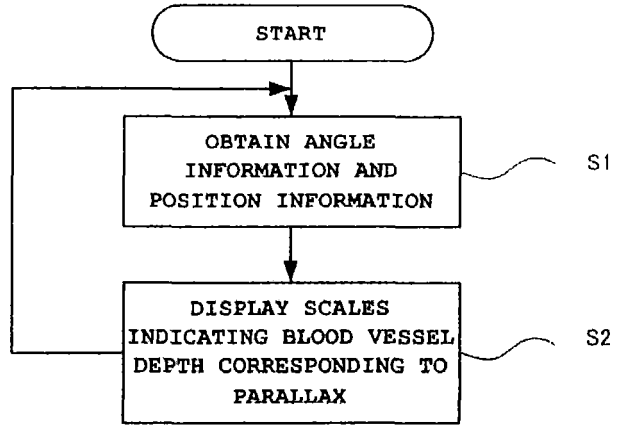 START
OBTAIN ANGLE
INFORMATION AND
POSITION INFORMATION
S1
DISPLAY SCALES
INDICATING BLOOD VESSEL
DEPTH CORRESPONDING TO
PARALLAX
S2